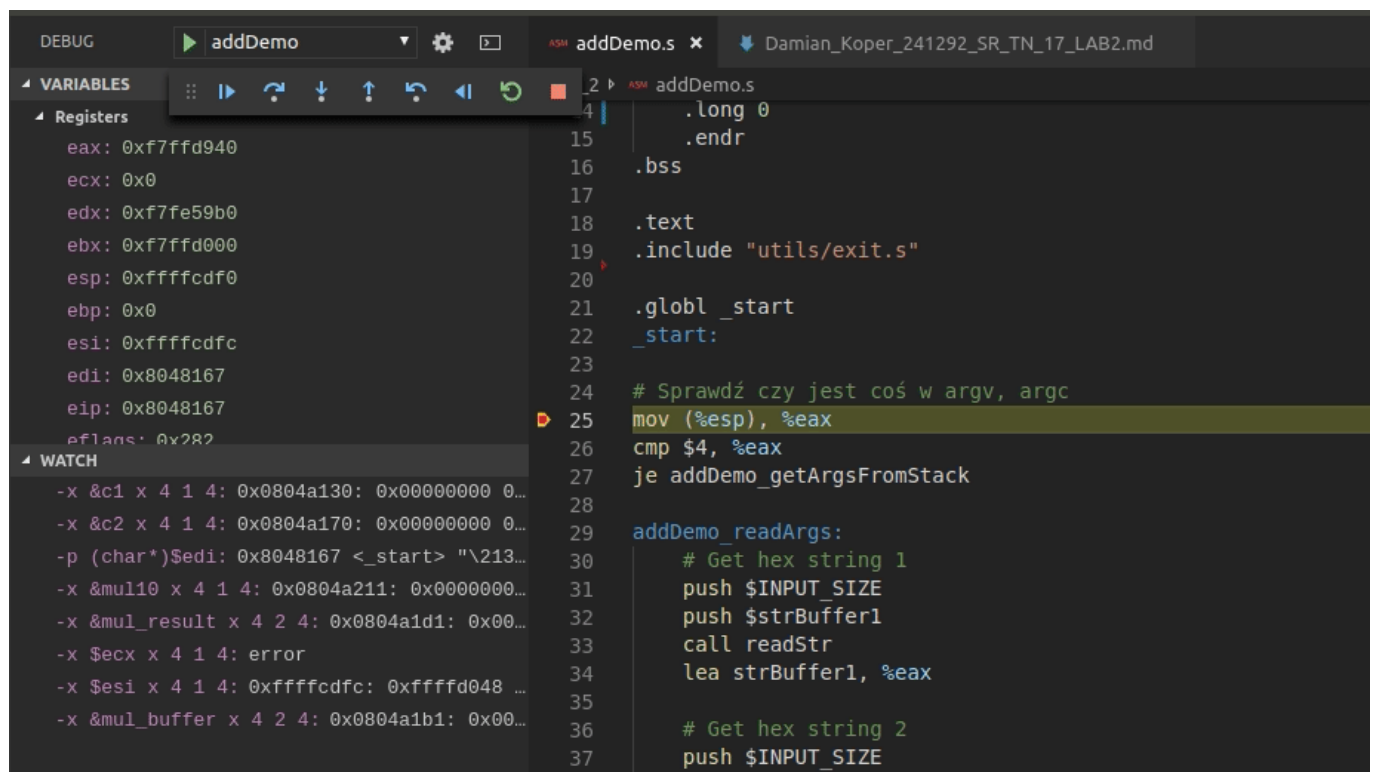 DEBUG
addDemo
VARIABLES
Registers
eax: 0xf7ffd940
ecx: 0x0
edx: 0xf7fe59b0
ebx: 0xf7ffd000
esp: 0xffffcdf0
ebp: 0x0
esi: 0xffffcdfc
edi: 0x8048167
eip: 0x8048167
eflags: 0x282
WATCH
-x &c1 x 4 1 4: 0x0804a130: 0x00000000 0…
-x &c2 x 4 1 4: 0x0804a170: 0x00000000 0…
-p (char*)$edi: 0x8048167 <_start> "\213…
-x &mul10 x 4 1 4: 0x0804a211: 0x0000000…
-x &mul_result x 4 2 4: 0x0804a1d1: 0x00…
-x $ecx x 4 1 4: error
-x $esi x 4 1 4: 0xffffcdfc: 0xffffd048 …
-x &mul_buffer x 4 2 4: 0x0804a1b1: 0x00…
ASM addDemo.s × Damian_Koper_241292_SR_TN_17_LAB2.md
_2 ASM addDemo.s
4 .long 0
15 .endr
16 .bss
17
18 .text
19 .include "utils/exit.s"
20
21 .globl _start
22 _start:
23
24 # Sprawdź czy jest coś w argv, argc
25 mov (%esp), %eax
26 cmp $4, %eax
27 je addDemo_getArgsFromStack
28
29 addDemo_readArgs:
30 # Get hex string 1
31 push $INPUT_SIZE
32 push $strBuffer1
33 call readStr
34 lea strBuffer1, %eax
35
36 # Get hex string 2
37 push $INPUT_SIZE